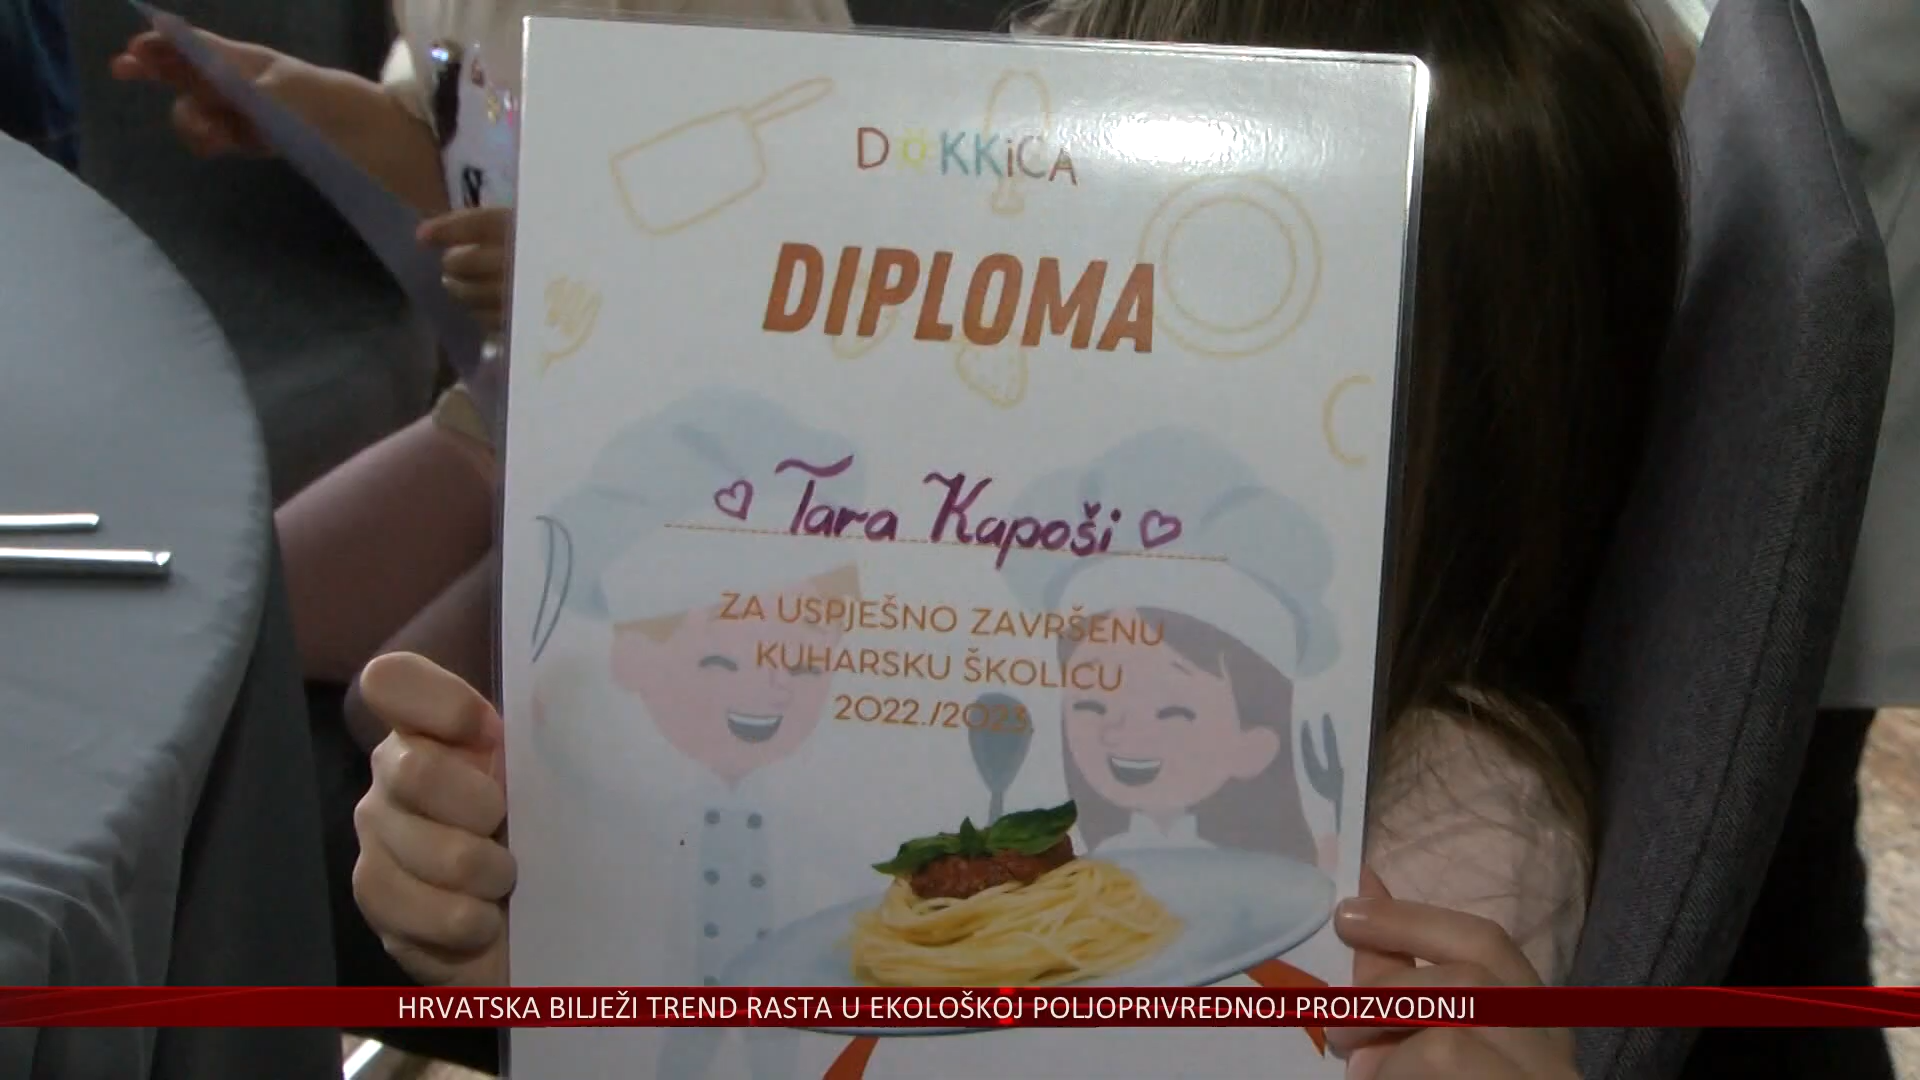 DOKKiCA
DIPLOMA
Tara Kapoši
ZA USPJEŠNO ZAVRŠENU
KUHARSKU ŠKOLICU
2022./2023.
HRVATSKA BILJEŽI TREND RASTA U EKOLOŠKOJ POLJOPRIVREDNOJ PROIZVODNJI